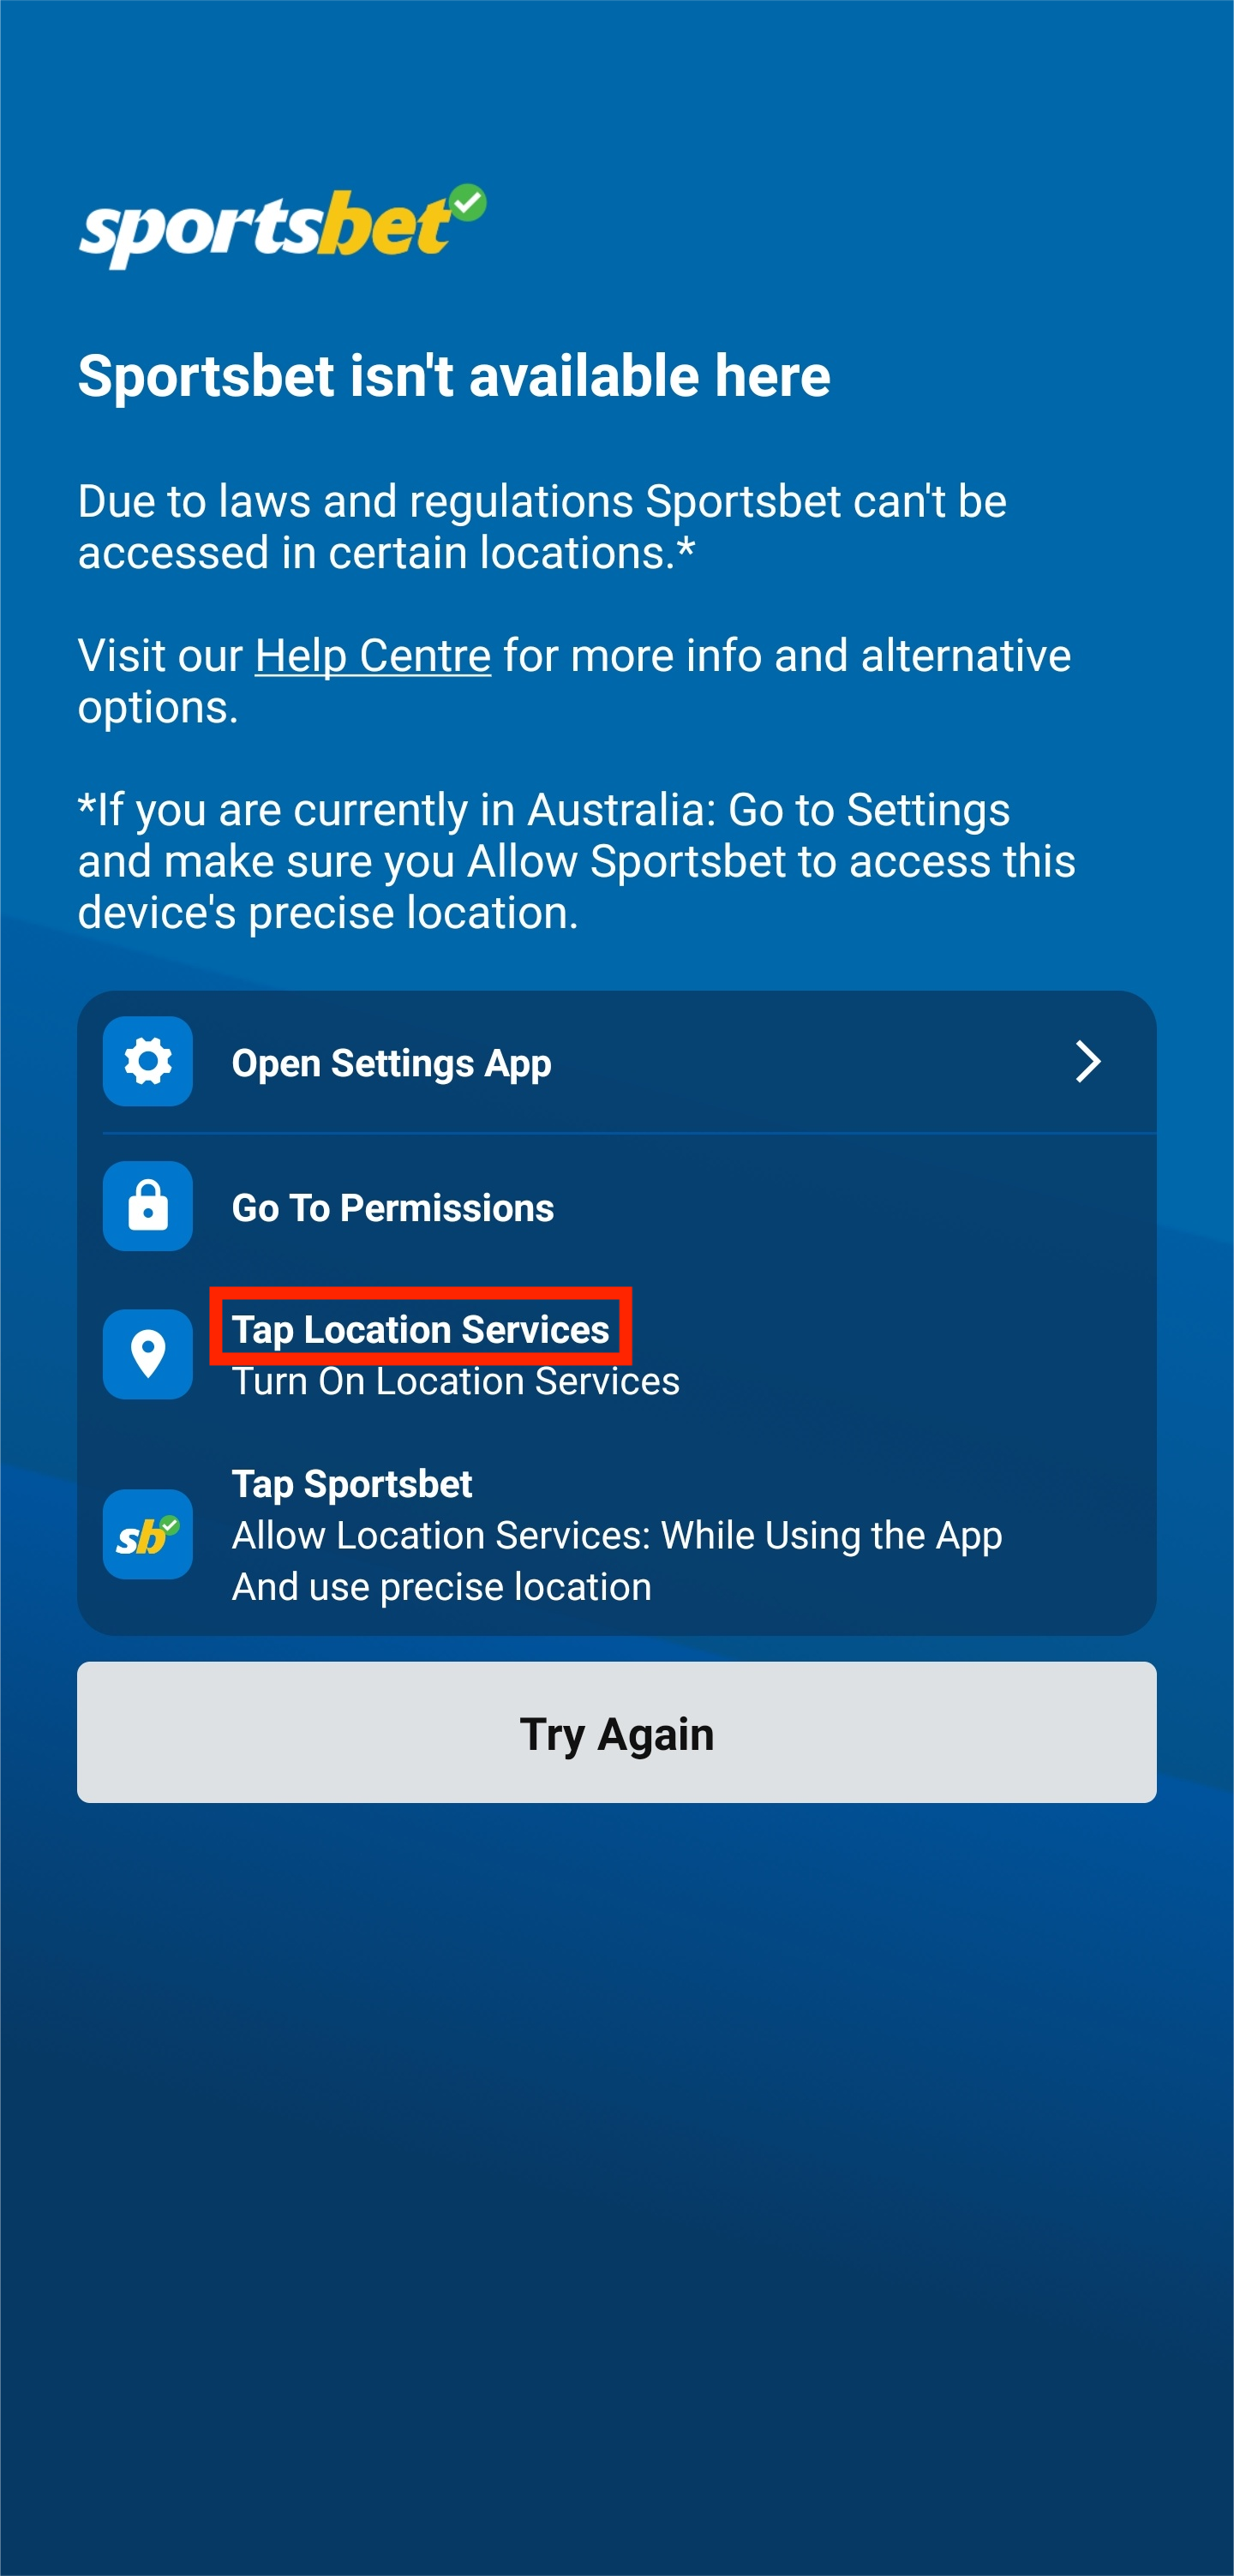 sportsbet
Sportsbet isn't available here
Due to laws and regulations Sportsbet can't be
accessed in certain locations.*
Visit our Help Centre for more info and alternative
options.
*If you are currently in Australia: Go to Settings
and make sure you Allow Sportsbet to access this
device's precise location.
Open Settings App
Go To Permissions
Tap Location Services
Turn On Location Services
Tap Sportsbet
sb
Allow Location Services: While Using the App
And use precise location
Try Again